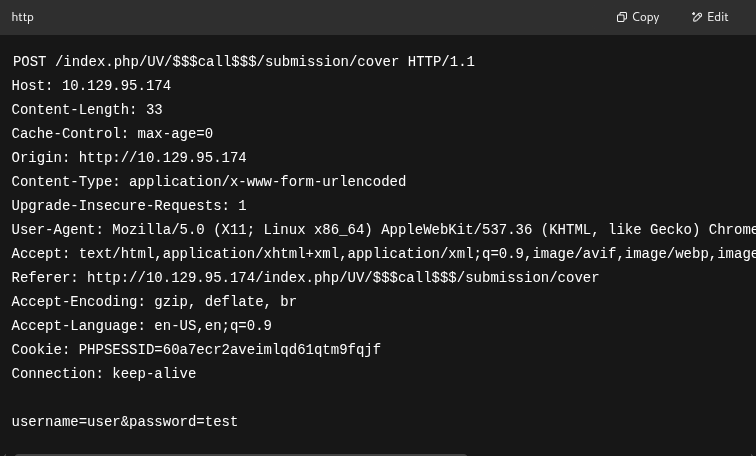 http
Copy
Edit
POST /index.php/UV/$$$call$$$/submission/cover HTTP/1.1
Host: 10.129.95.174
Content-Length: 33
Cache-Control: max-age=0
Origin: http://10.129.95.174
Content-Type: application/x-www-form-urlencoded
Upgrade-Insecure-Requests: 1
User-Agent: Mozilla/5.0 (X11; Linux x86_64) AppleWebKit/537.36 (KHTML, like Gecko) Chrome
Accept: text/html,application/xhtml+xml,application/xml;q=0.9,image/avif,image/webp,image
Referer: http://10.129.95.174/index.php/UV/$$$call$$$/submission/cover
Accept-Encoding: gzip, deflate, br
Accept-Language: en-US,en;q=0.9
Cookie: PHPSESSID=60a7ecr2aveimlqd61qtm9fqjf
Connection: keep-alive
username=user&password=test